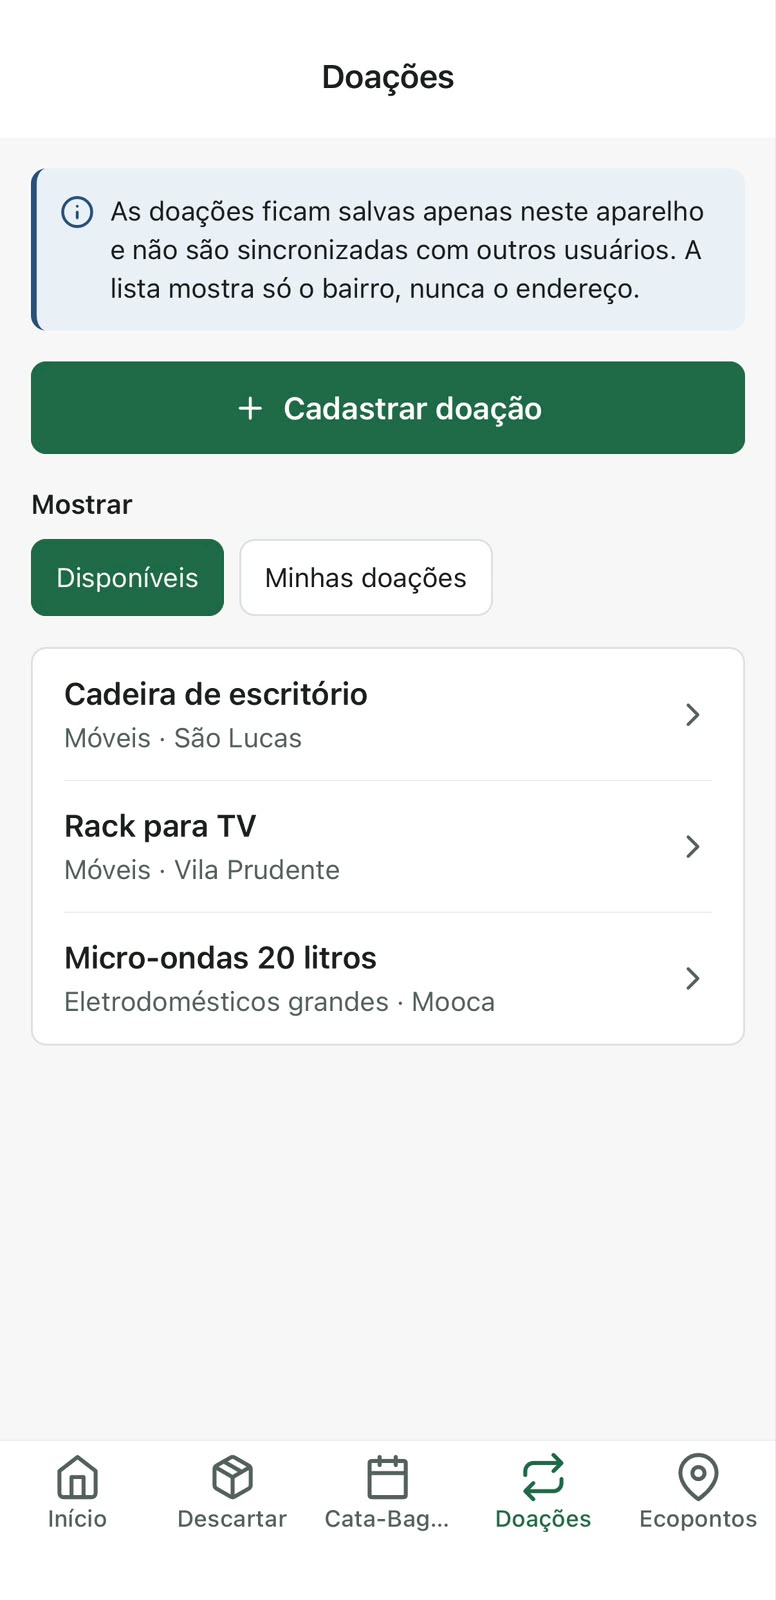 Doações
As doações ficam salvas apenas neste aparelho
e não são sincronizadas com outros usuários. A
lista mostra só o bairro, nunca o endereço.
+ Cadastrar doação
Mostrar
Disponíveis
Minhas doações
Cadeira de escritório
Móveis · São Lucas
Rack para TV
Móveis · Vila Prudente
Micro-ondas 20 litros
Eletrodomésticos grandes · Mooca
Início
Descartar
Cata-Bag...
Doações
Ecopontos